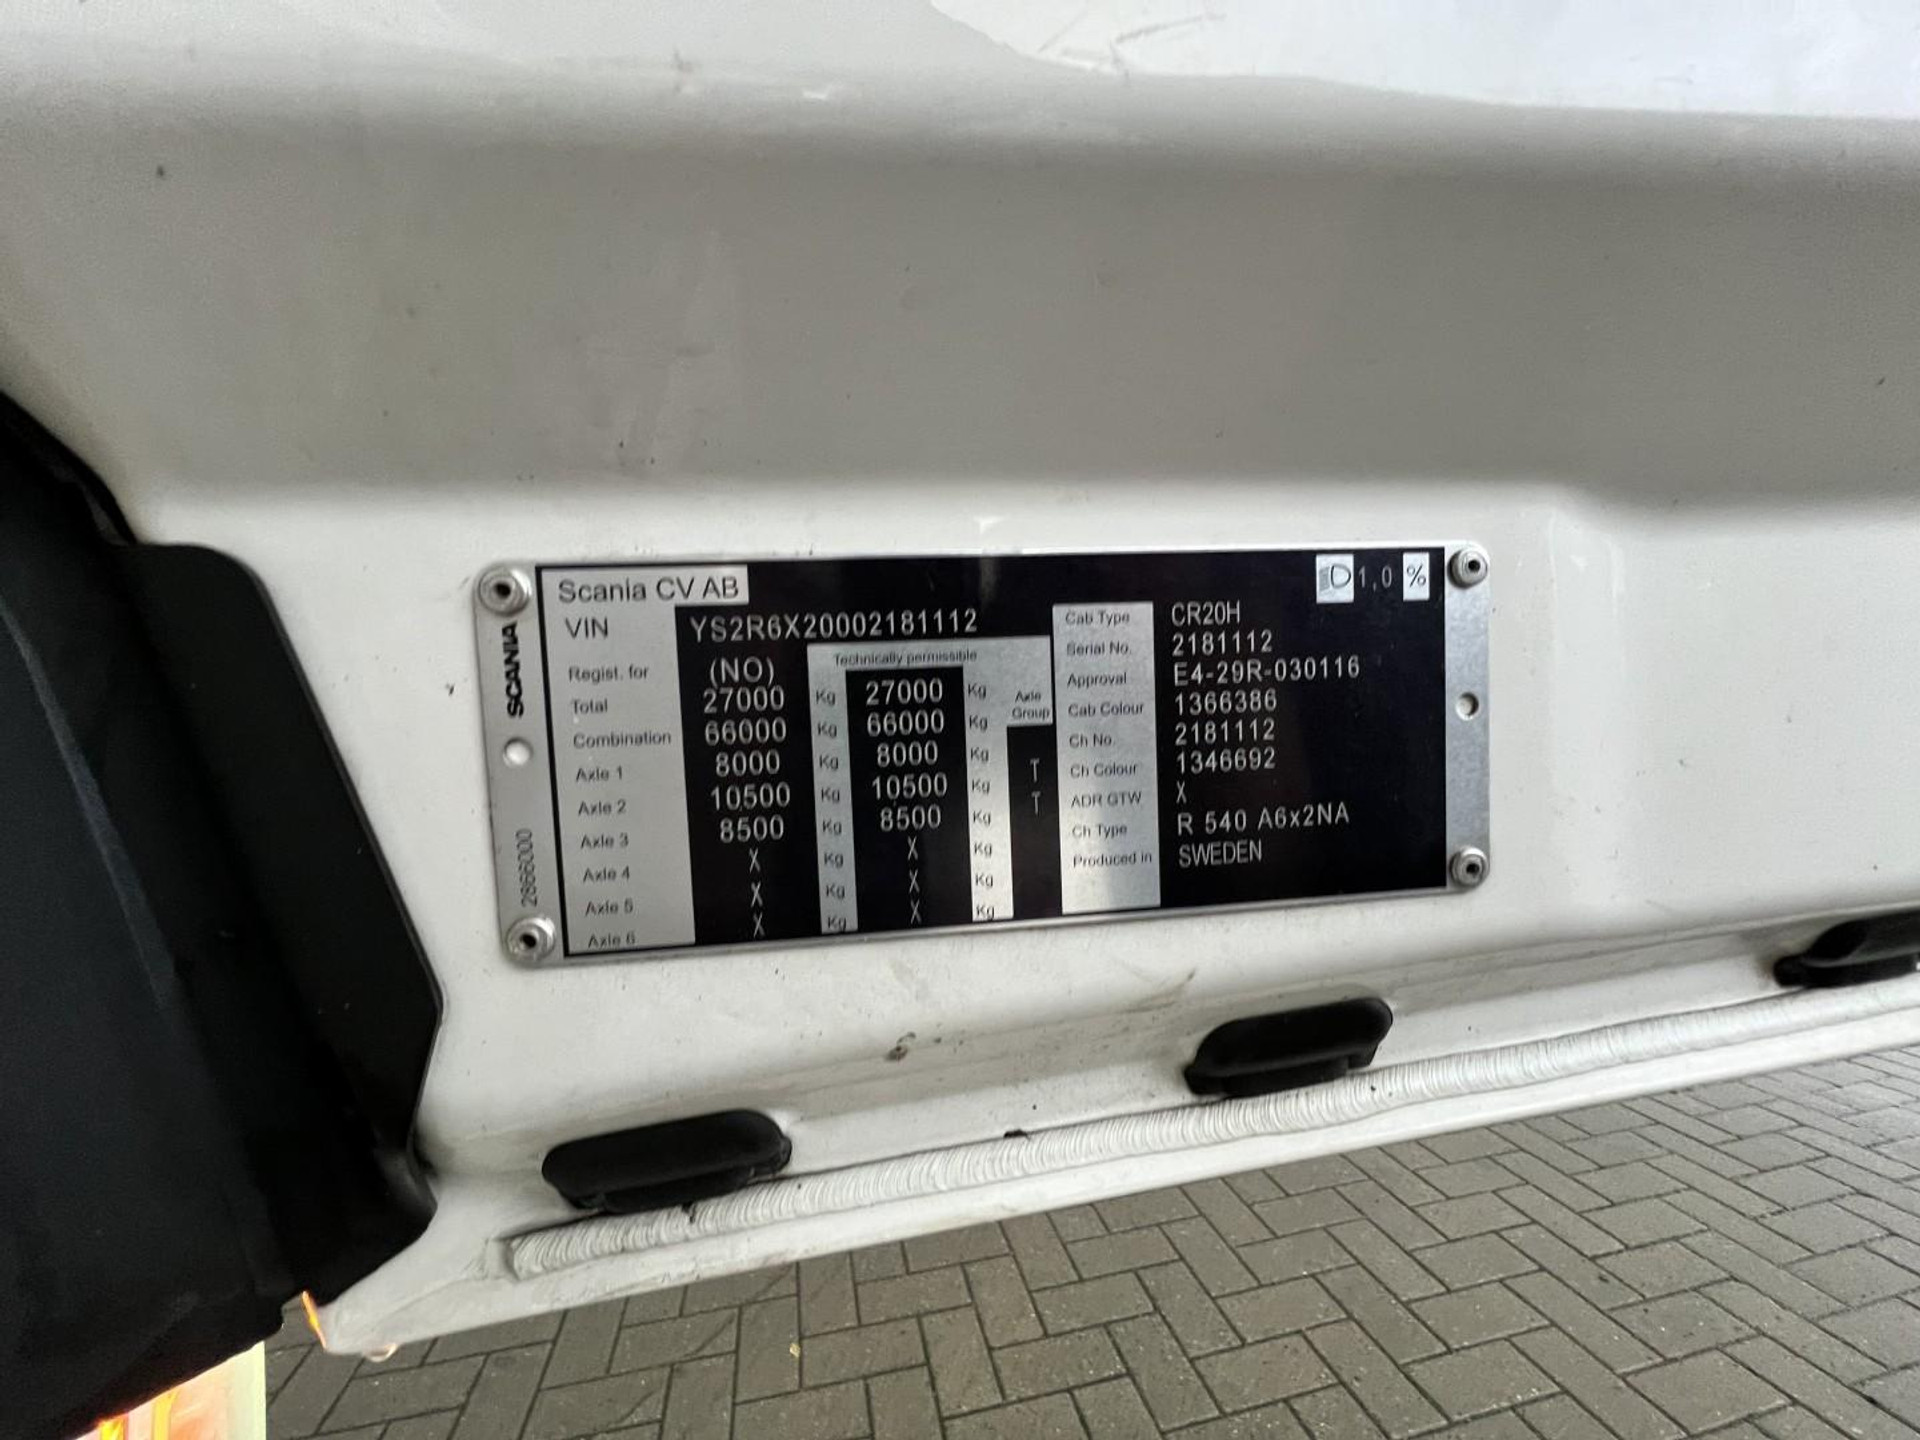 Scania CV AB
1,0 %
VIN YS2R6X20002181112
Technically permissible
Regist. for (NO)
Total 27000 Kg 27000 Kg
Axle Group
Combination 66000 Kg 66000 Kg
Axle 1 8000 Kg 8000 Kg
Axle 2 10500 Kg 10500 Kg T
Axle 3 8500 Kg 8500 Kg T
Axle 4 X Kg X Kg
Axle 5 X Kg X Kg
Axle 6 X Kg X Kg
Cab Type CR20H
Serial No. 2181112
Approval E4-29R-030116
Cab Colour 1366386
Ch No. 2181112
Ch Colour 1346692
ADR GTW X
Ch Type R 540 A6x2NA
Produced in SWEDEN
SCANIA
2866000